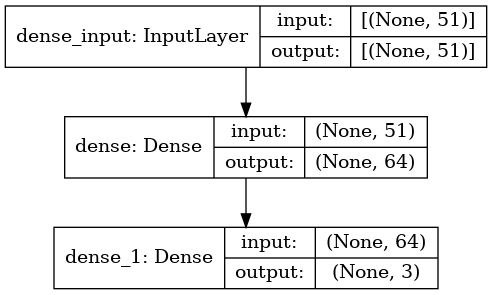 dense_input: InputLayer
input: [(None, 51)]
output: [(None, 51)]
dense: Dense
input: (None, 51)
output: (None, 64)
dense_1: Dense
input: (None, 64)
output: (None, 3)